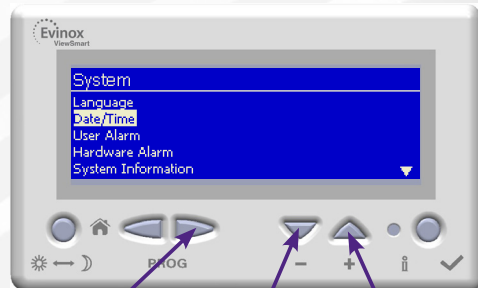 Evinox
ViewSmart
System
Language
Date/Time
User Alarm
Hardware Alarm
System Information
PROG
- + i